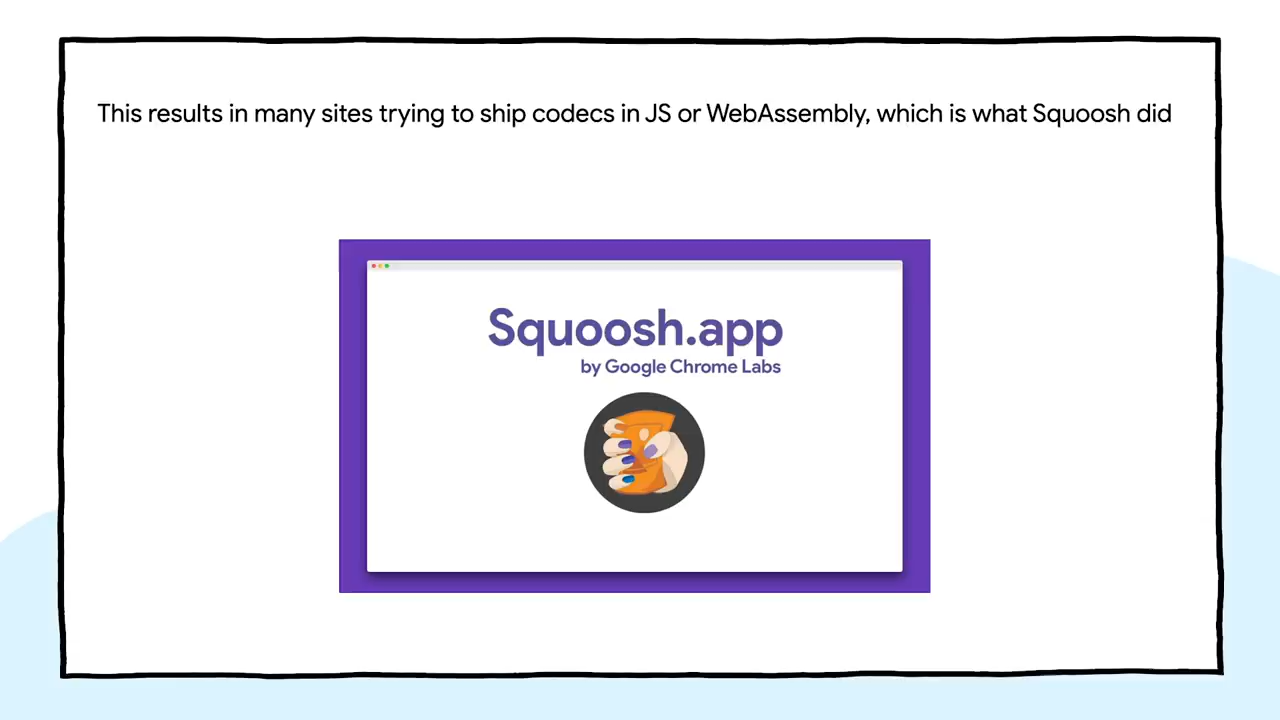 This results in many sites trying to ship codecs in JS or WebAssembly, which is what Squoosh did
Squoosh.app
by Google Chrome Labs